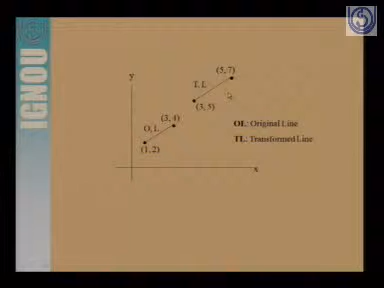 IGNOU
y
(5, 7)
T, L
(3, 5)
(3, 4)
O, L
(1, 2)
OL: Original Line
TL: Transformed Line
x